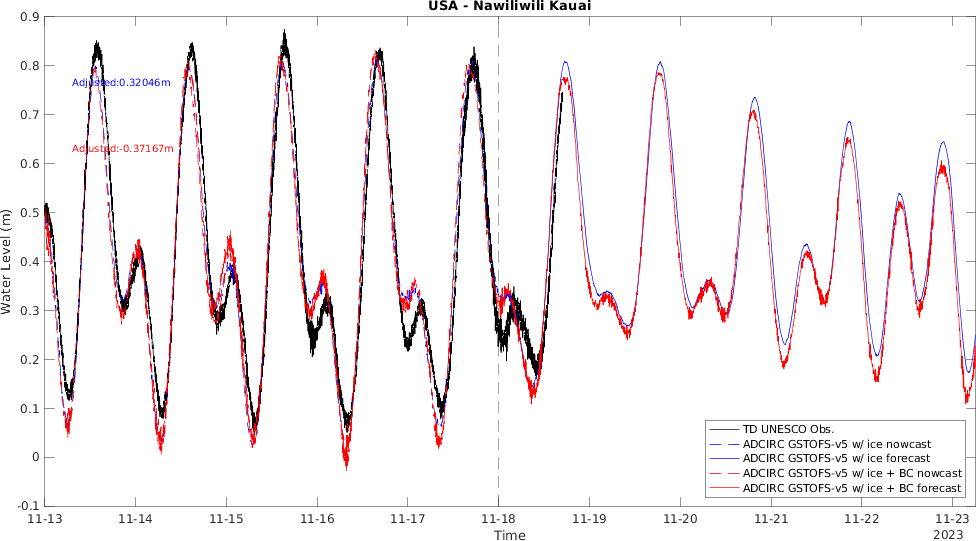 USA - Nawiliwili Kauai
0.9
0.8
0.7
0.6
0.5
0.4
0.3
0.2
0.1
0
-0.1
Water Level (m)
Adjusted:0.32046m
Adjusted:-0.37167m
TD UNESCO Obs.
ADCIRC GSTOFS-v5 w/ ice nowcast
ADCIRC GSTOFS-v5 w/ ice forecast
ADCIRC GSTOFS-v5 w/ ice + BC nowcast
ADCIRC GSTOFS-v5 w/ ice + BC forecast
11-13 11-14 11-15 11-16 11-17 11-18 11-19 11-20 11-21 11-22 11-23
Time
2023